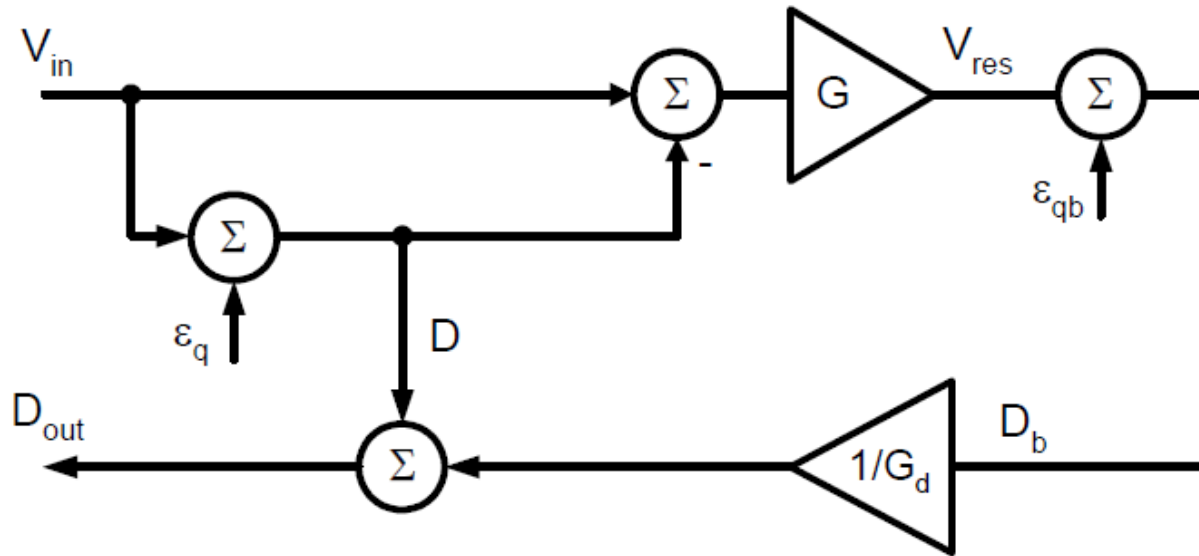 V_in
Σ
G
V_res
Σ
-
Σ
ε_qb
ε_q
D
D_out
Σ
1/G_d
D_b